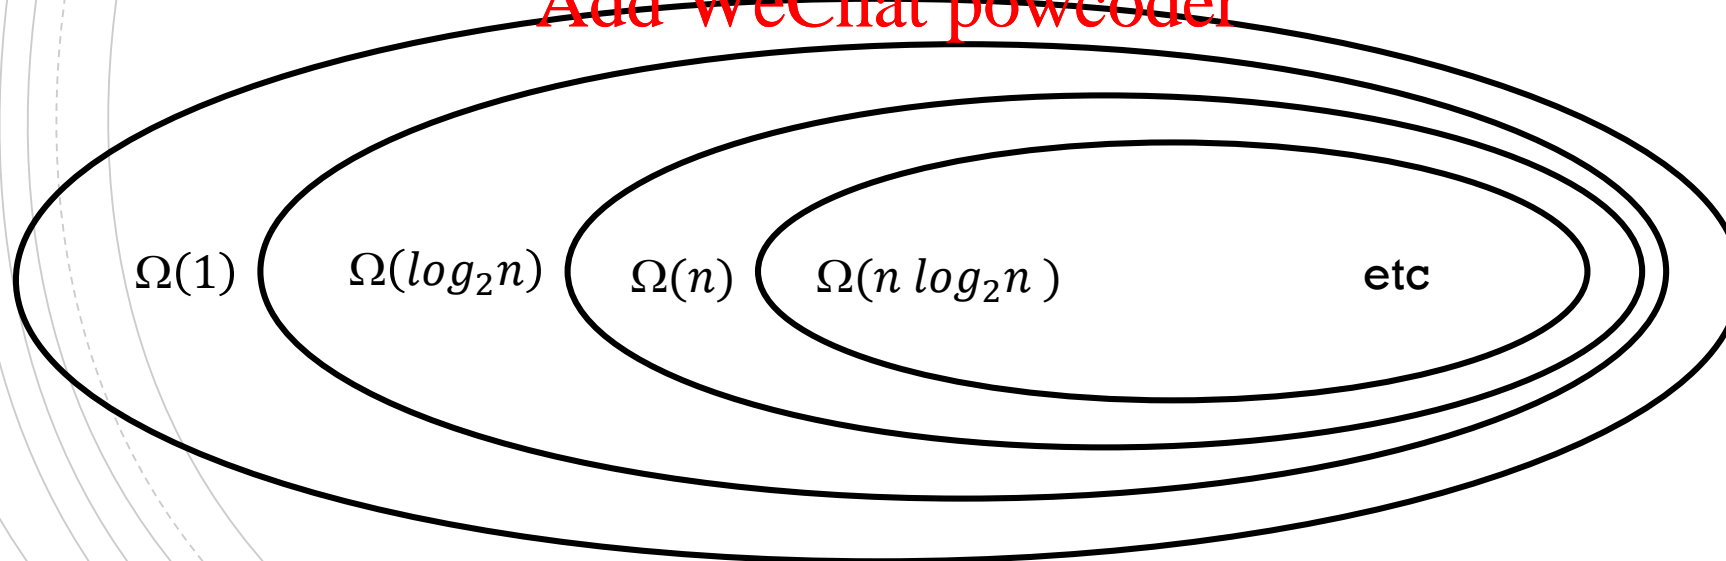 Add WeChat powcoder
Ω(1) Ω(log₂n) Ω(n) Ω(n log₂n ) etc